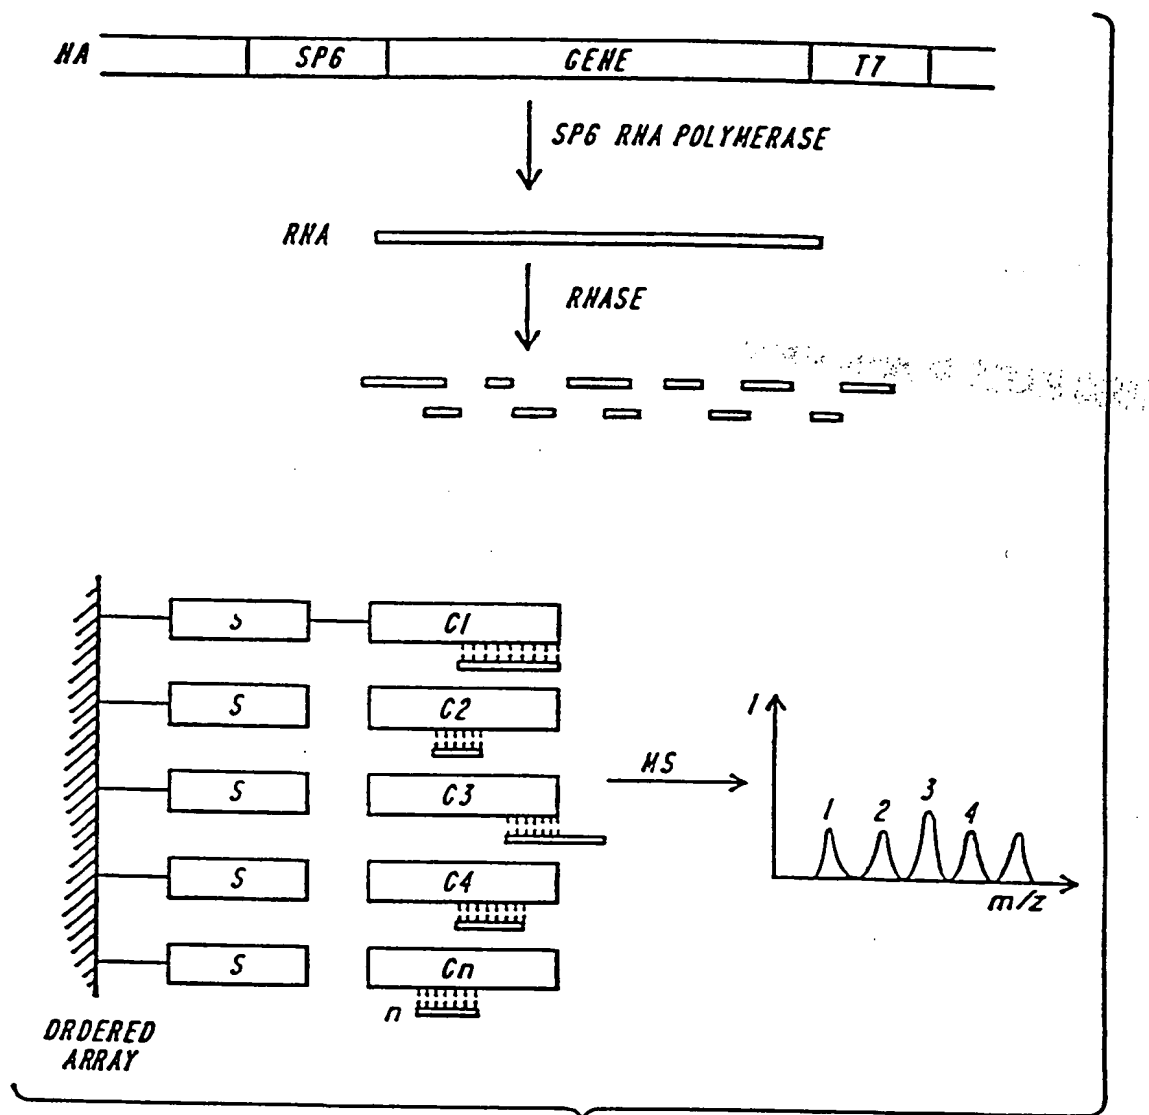 NA SP6 GENE T7
SP6 RNA POLYMERASE
RNA
RNASE
S C1
S C2
S C3
S C4
S Cn
n
MS
I
1 2 3 4
m/z
ORDERED
ARRAY